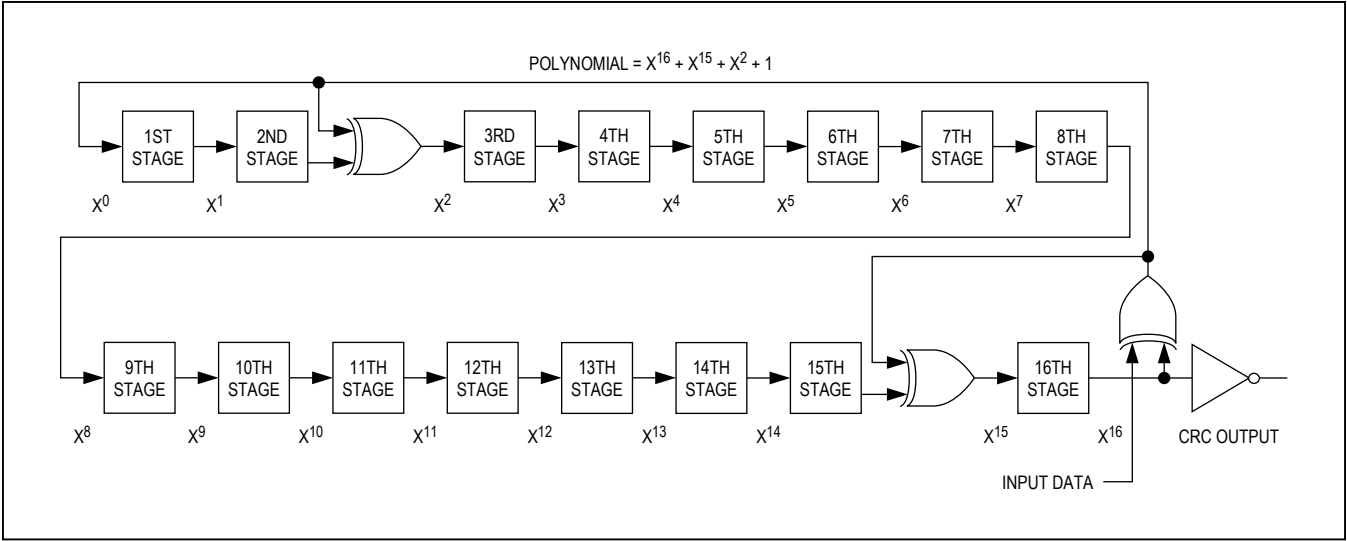 POLYNOMIAL = X16 + X15 + X2 + 1
1ST STAGE
2ND STAGE
3RD STAGE
4TH STAGE
5TH STAGE
6TH STAGE
7TH STAGE
8TH STAGE
X0
X1
X2
X3
X4
X5
X6
X7
9TH STAGE
10TH STAGE
11TH STAGE
12TH STAGE
13TH STAGE
14TH STAGE
15TH STAGE
16TH STAGE
X8
X9
X10
X11
X12
X13
X14
X15
X16
CRC OUTPUT
INPUT DATA